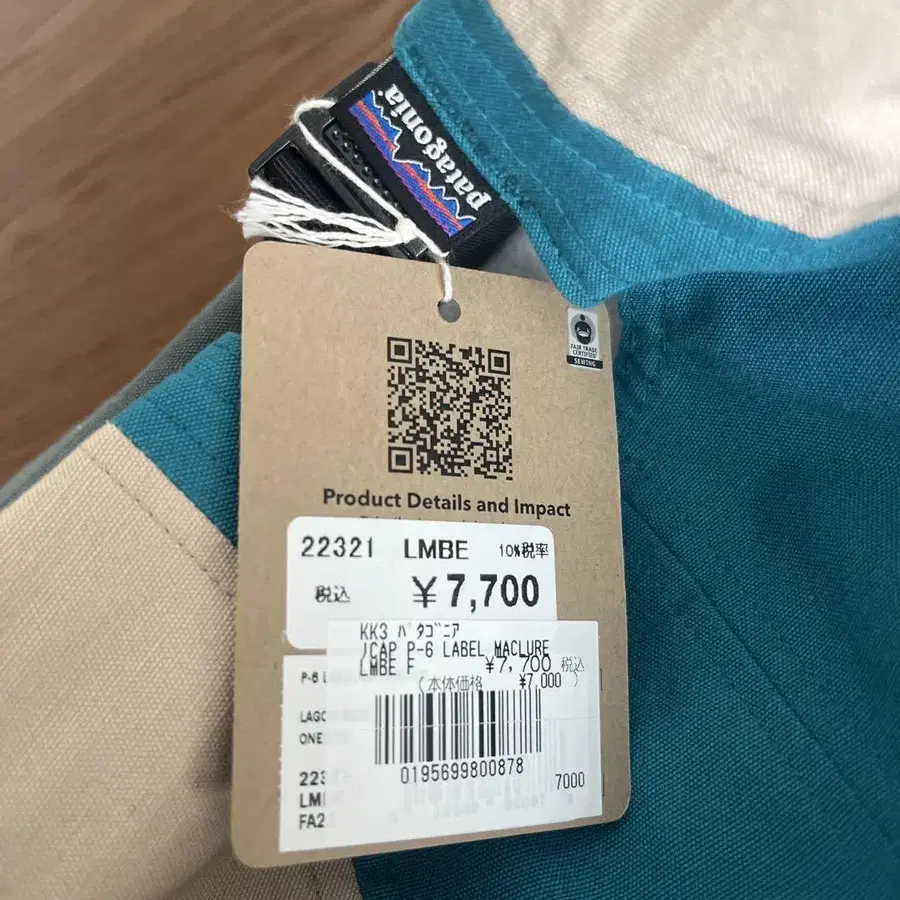 patagonia
FAIR TRADE
CERTIFIED
SEWING
Product Details and Impact
22321 LMBE 10%税率
税込 ¥7,700
KK3 パタゴニア
/CAP P-6 LABEL MACLURE
LMBE F ¥7,700 税込
(本体価格 ¥7,000 )
P-6
LAGO
ONE
0195699800878
7000
223
LM
FA2